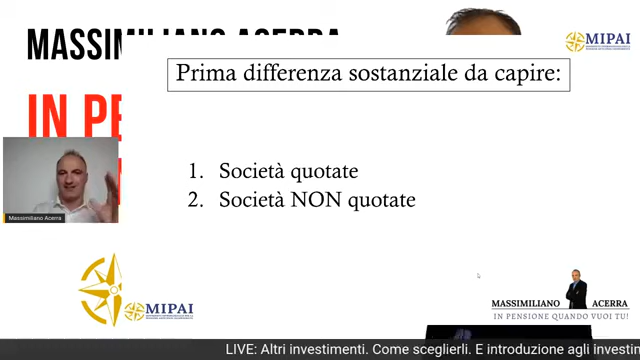 MASSIMILIANO ACERRA
MIPAI
Prima differenza sostanziale da capire:
IN PE
1. Società quotate
2. Società NON quotate
Massimiliano Acerra
MIPAI
MASSIMILIANO ACERRA
IN PENSIONE QUANDO VUOI TU!
LIVE: Altri investimenti. Come sceglierli. E introduzione agli investim